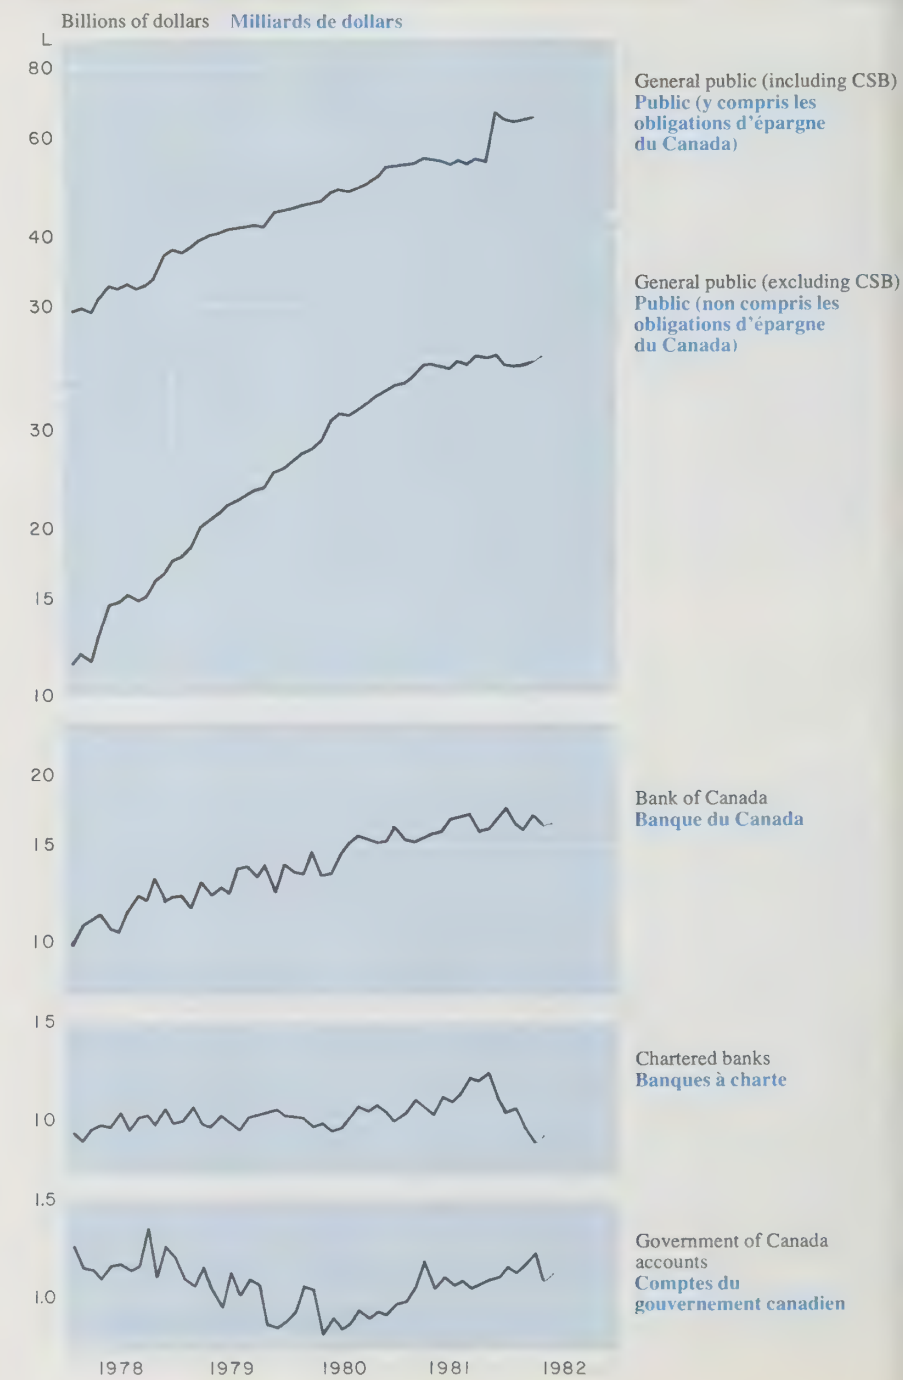 Billions of dollars Milliards de dollars
L
80
60
40
30
General public (including CSB)
Public (y compris les
obligations d'épargne
du Canada)
General public (excluding CSB)
Public (non compris les
obligations d'épargne
du Canada)
30
20
15
10
20
15
10
Bank of Canada
Banque du Canada
15
10
Chartered banks
Banques à charte
1.5
1.0
Government of Canada
accounts
Comptes du
gouvernement canadien
1978 1979 1980 1981 1982